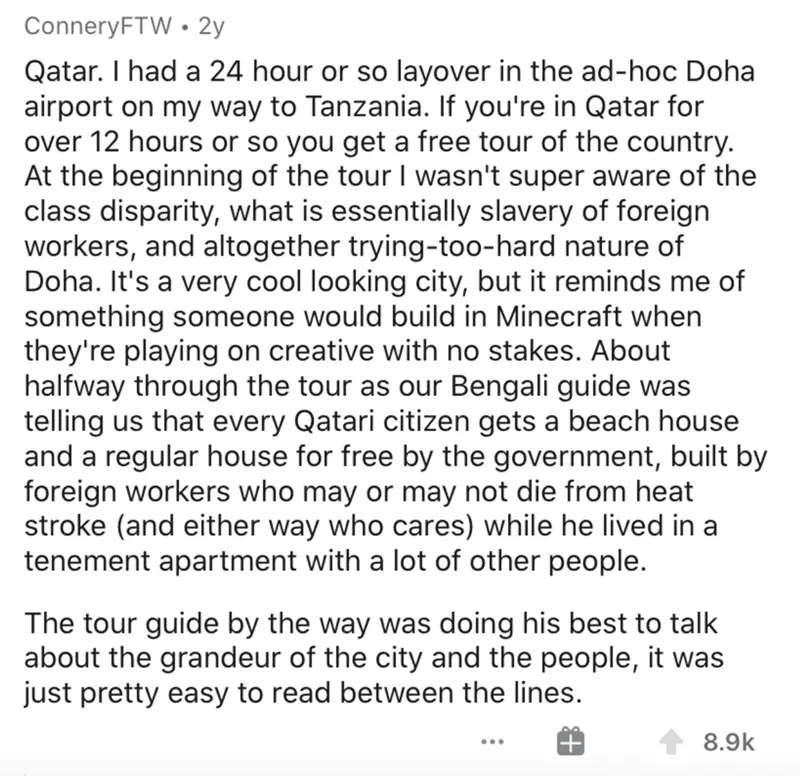 ConneryFTW • 2y
Qatar. I had a 24 hour or so layover in the ad-hoc Doha
airport on my way to Tanzania. If you're in Qatar for
over 12 hours or so you get a free tour of the country.
At the beginning of the tour I wasn't super aware of the
class disparity, what is essentially slavery of foreign
workers, and altogether trying-too-hard nature of
Doha. It's a very cool looking city, but it reminds me of
something someone would build in Minecraft when
they're playing on creative with no stakes. About
halfway through the tour as our Bengali guide was
telling us that every Qatari citizen gets a beach house
and a regular house for free by the government, built by
foreign workers who may or may not die from heat
stroke (and either way who cares) while he lived in a
tenement apartment with a lot of other people.
The tour guide by the way was doing his best to talk
about the grandeur of the city and the people, it was
just pretty easy to read between the lines.
8.9k